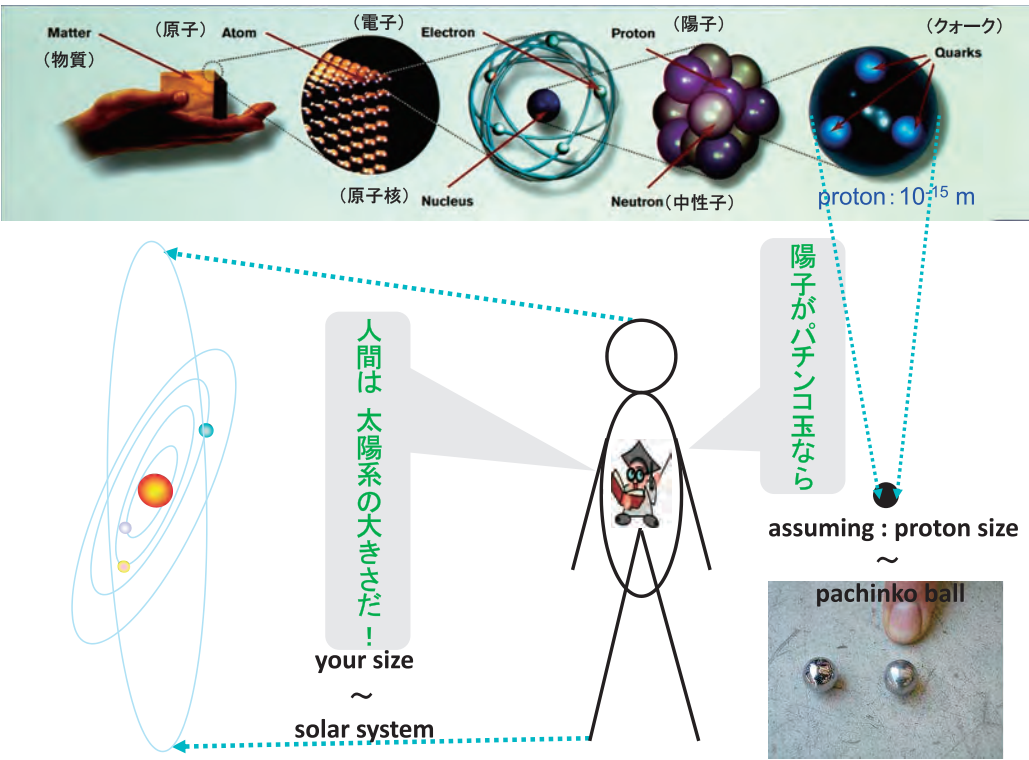 Matter
(物質)
(原子)
Atom
(電子)
Electron
(原子核)
Nucleus
Proton
(陽子)
Neutron(中性子)
(クォーク)
Quarks
proton : 10⁻¹⁵ m
陽子がパチンコ玉なら
人間は 太陽系の大きさだ！
your size
～
solar system
assuming : proton size
～
pachinko ball